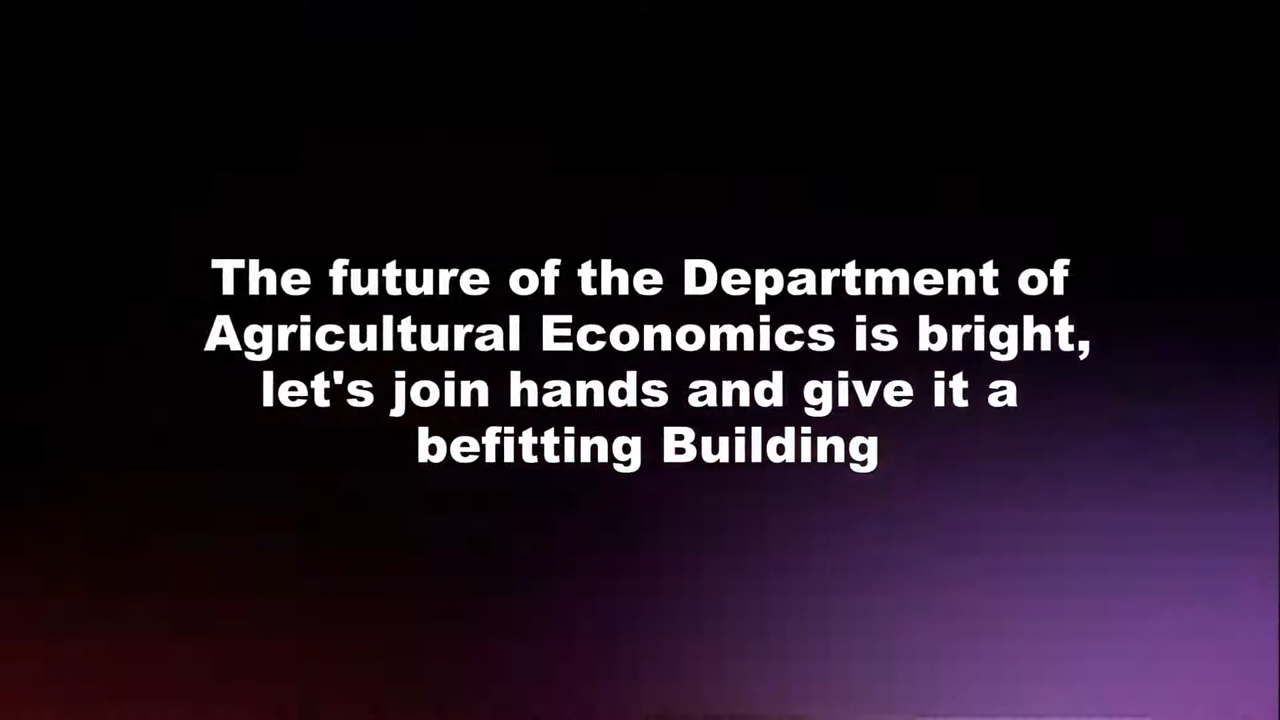 The future of the Department of
Agricultural Economics is bright,
let's join hands and give it a
befitting Building